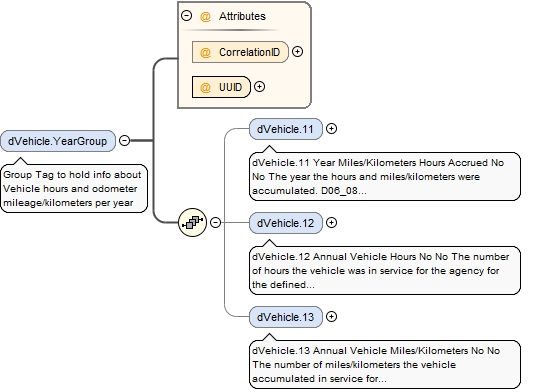 Attributes
CorrelationID
UUID
dVehicle.YearGroup
Group Tag to hold info about
Vehicle hours and odometer
mileage/kilometers per year
dVehicle.11
dVehicle.11 Year Miles/Kilometers Hours Accrued No
No The year the hours and miles/kilometers were
accumulated. D06_08...
dVehicle.12
dVehicle.12 Annual Vehicle Hours No No The number
of hours the vehicle was in service for the agency for
the defined...
dVehicle.13
dVehicle.13 Annual Vehicle Miles/Kilometers No No
The number of miles/kilometers the vehicle
accumulated in service for...